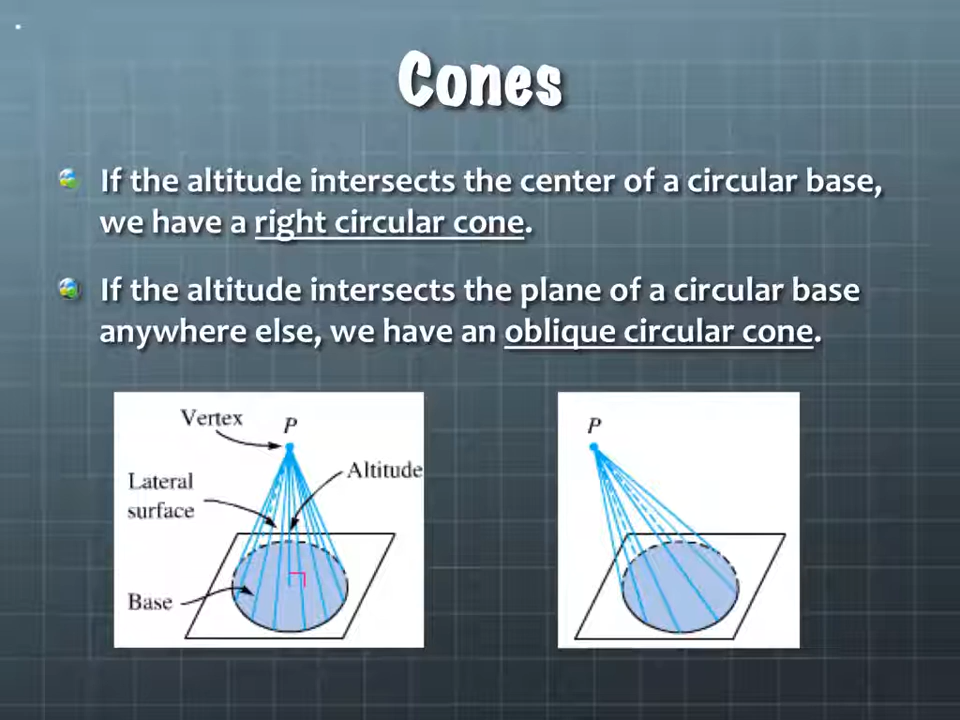 Cones
If the altitude intersects the center of a circular base,
we have a right circular cone.
If the altitude intersects the plane of a circular base
anywhere else, we have an oblique circular cone.
Vertex
P
Altitude
Lateral
surface
Base
P